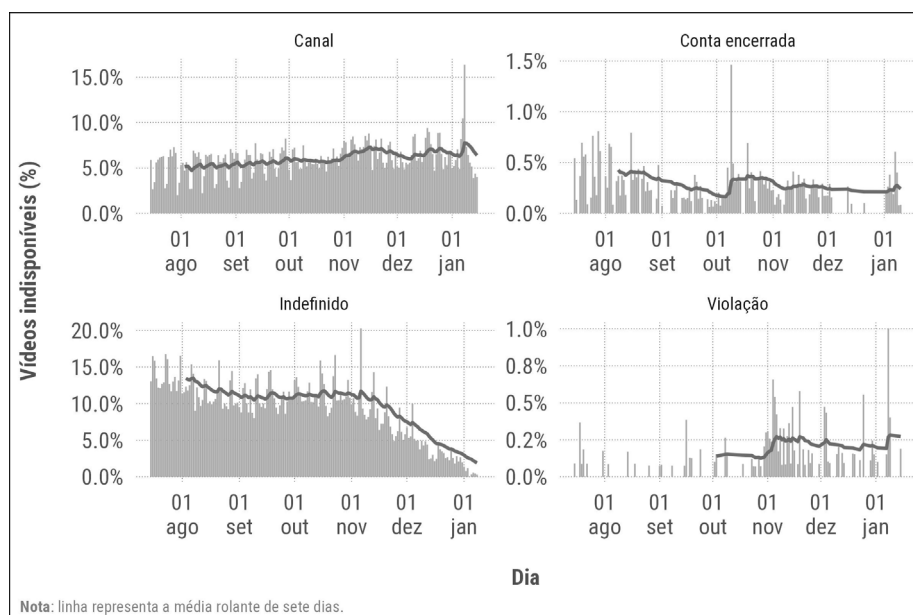 Canal
Conta encerrada
Vídeos indisponíveis (%)
15.0%
10.0%
5.0%
0.0%
01 ago
01 set
01 out
01 nov
01 dez
01 jan
1.5%
1.0%
0.5%
0.0%
01 ago
01 set
01 out
01 nov
01 dez
01 jan
Indefinido
Violação
20.0%
15.0%
10.0%
5.0%
0.0%
01 ago
01 set
01 out
01 nov
01 dez
01 jan
1.0%
0.8%
0.5%
0.2%
0.0%
01 ago
01 set
01 out
01 nov
01 dez
01 jan
Dia
Nota: linha representa a média rolante de sete dias.